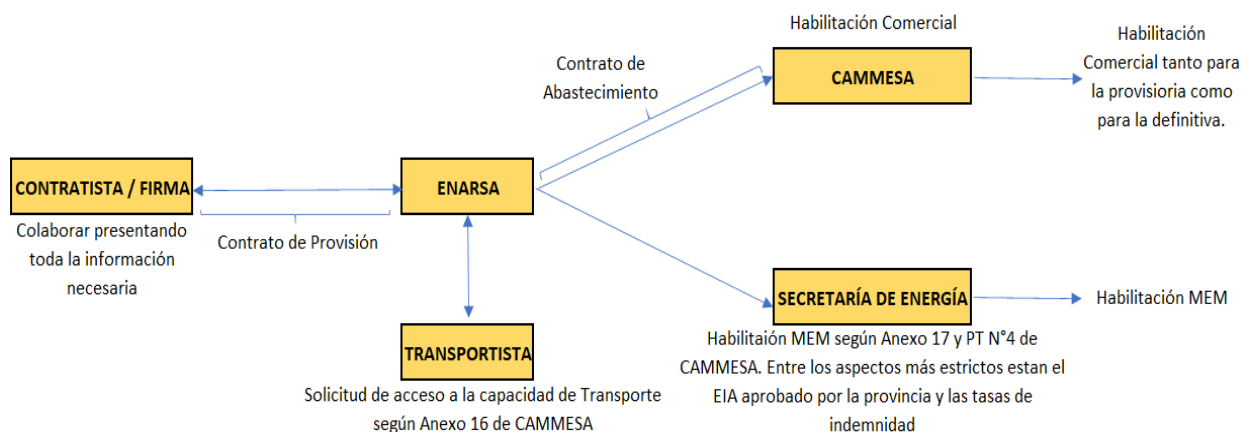 Habilitación Comercial
CAMMESA
Habilitación
Comercial tanto para
la provisioria como
para la definitiva.
Contrato de
Abastecimiento
CONTRATISTA / FIRMA
Colaborar presentando
toda la información
necesaria
Contrato de Provisión
ENARSA
TRANSPORTISTA
Solicitud de acceso a la capacidad de Transporte
según Anexo 16 de CAMMESA
SECRETARÍA DE ENERGÍA
Habilitaión MEM según Anexo 17 y PT N°4 de
CAMMESA. Entre los aspectos más estrictos estan el
EIA aprobado por la provincia y las tasas de
indemnidad
Habilitación MEM